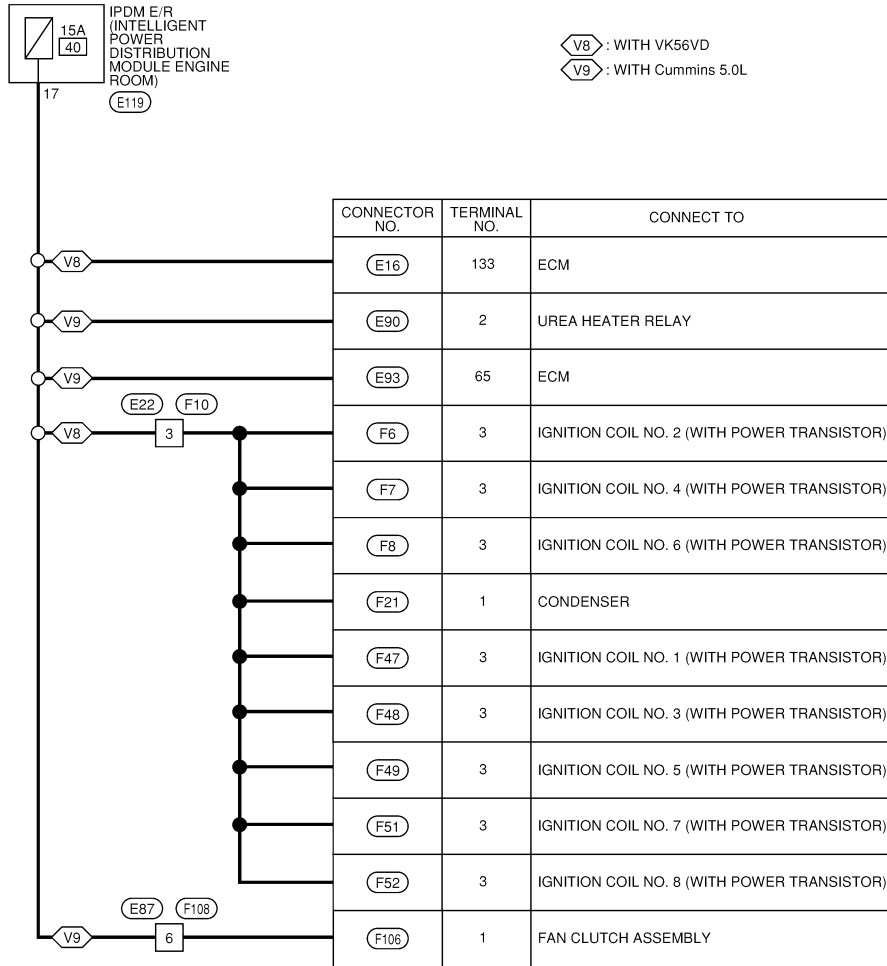 IPDM E/R
(INTELLIGENT
POWER
DISTRIBUTION
MODULE ENGINE
ROOM)
15A
40
17
E119
V8 : WITH VK56VD
V9 : WITH Cummins 5.0L
CONNECTOR NO. TERMINAL NO. CONNECT TO
V8 E16 133 ECM
V9 E90 2 UREA HEATER RELAY
V9 E93 65 ECM
E22 F10
V8 3 F6 3 IGNITION COIL NO. 2 (WITH POWER TRANSISTOR)
F7 3 IGNITION COIL NO. 4 (WITH POWER TRANSISTOR)
F8 3 IGNITION COIL NO. 6 (WITH POWER TRANSISTOR)
F21 1 CONDENSER
F47 3 IGNITION COIL NO. 1 (WITH POWER TRANSISTOR)
F48 3 IGNITION COIL NO. 3 (WITH POWER TRANSISTOR)
F49 3 IGNITION COIL NO. 5 (WITH POWER TRANSISTOR)
F51 3 IGNITION COIL NO. 7 (WITH POWER TRANSISTOR)
F52 3 IGNITION COIL NO. 8 (WITH POWER TRANSISTOR)
E87 F108
V9 6 F106 1 FAN CLUTCH ASSEMBLY